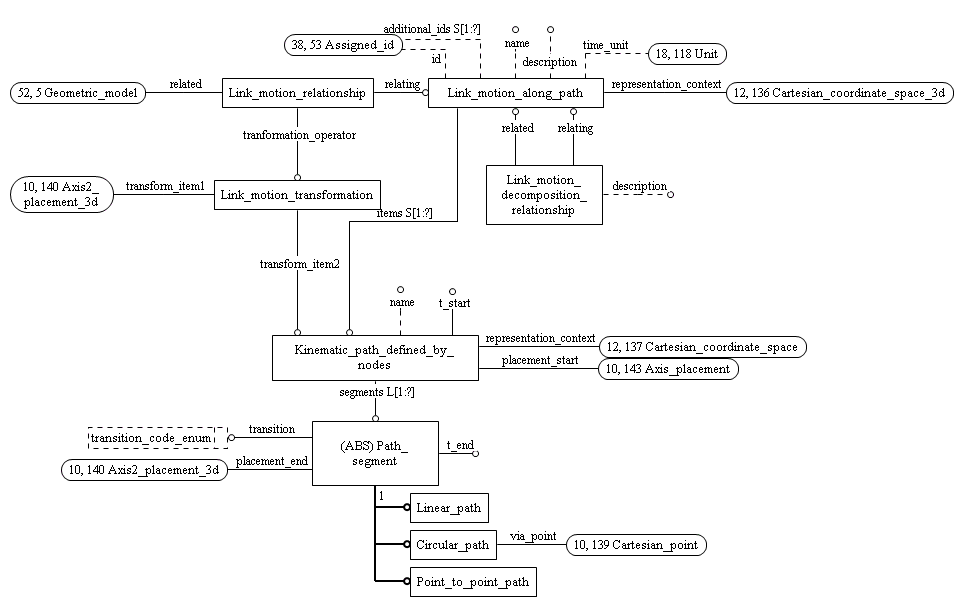 additional_ids S[1:?]
38, 53 Assigned_id
name
time_unit
18, 118 Unit
id
description
52, 5 Geometric_model
related
Link_motion_relationship
relating
Link_motion_along_path
representation_context
12, 136 Cartesian_coordinate_space_3d
tranformation_operator
related
relating
10, 140 Axis2_
placement_3d
transform_item1
Link_motion_transformation
Link_motion_
decomposition_
relationship
description
items S[1:?]
transform_item2
name
t_start
Kinematic_path_defined_by_
nodes
representation_context
12, 137 Cartesian_coordinate_space
placement_start
10, 143 Axis_placement
segments L[1:?]
transition_code_enum
transition
(ABS) Path_
segment
t_end
10, 140 Axis2_placement_3d
placement_end
1
Linear_path
Circular_path
via_point
10, 139 Cartesian_point
Point_to_point_path